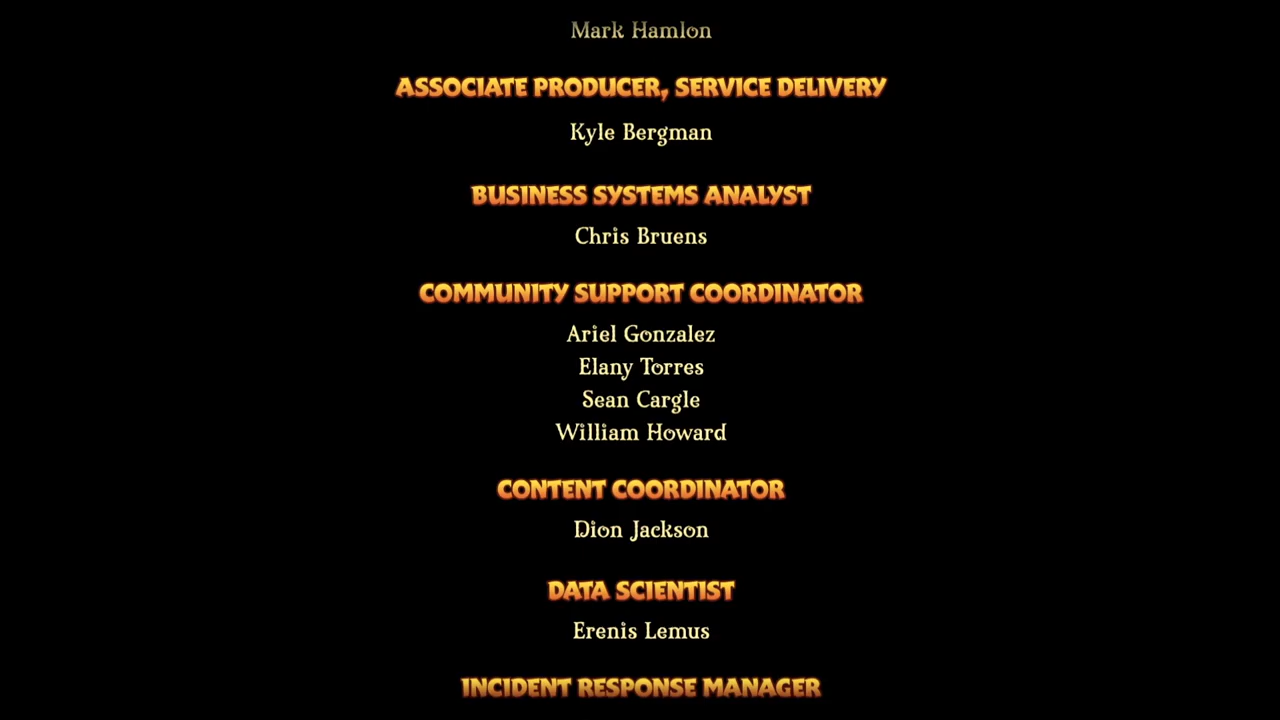 Mark Hamlon
ASSOCIATE PRODUCER, SERVICE DELIVERY
Kyle Bergman
BUSINESS SYSTEMS ANALYST
Chris Bruens
COMMUNITY SUPPORT COORDINATOR
Ariel Gonzalez
Elany Torres
Sean Cargle
William Howard
CONTENT COORDINATOR
Dion Jackson
DATA SCIENTIST
Erenis Lemus
INCIDENT RESPONSE MANAGER